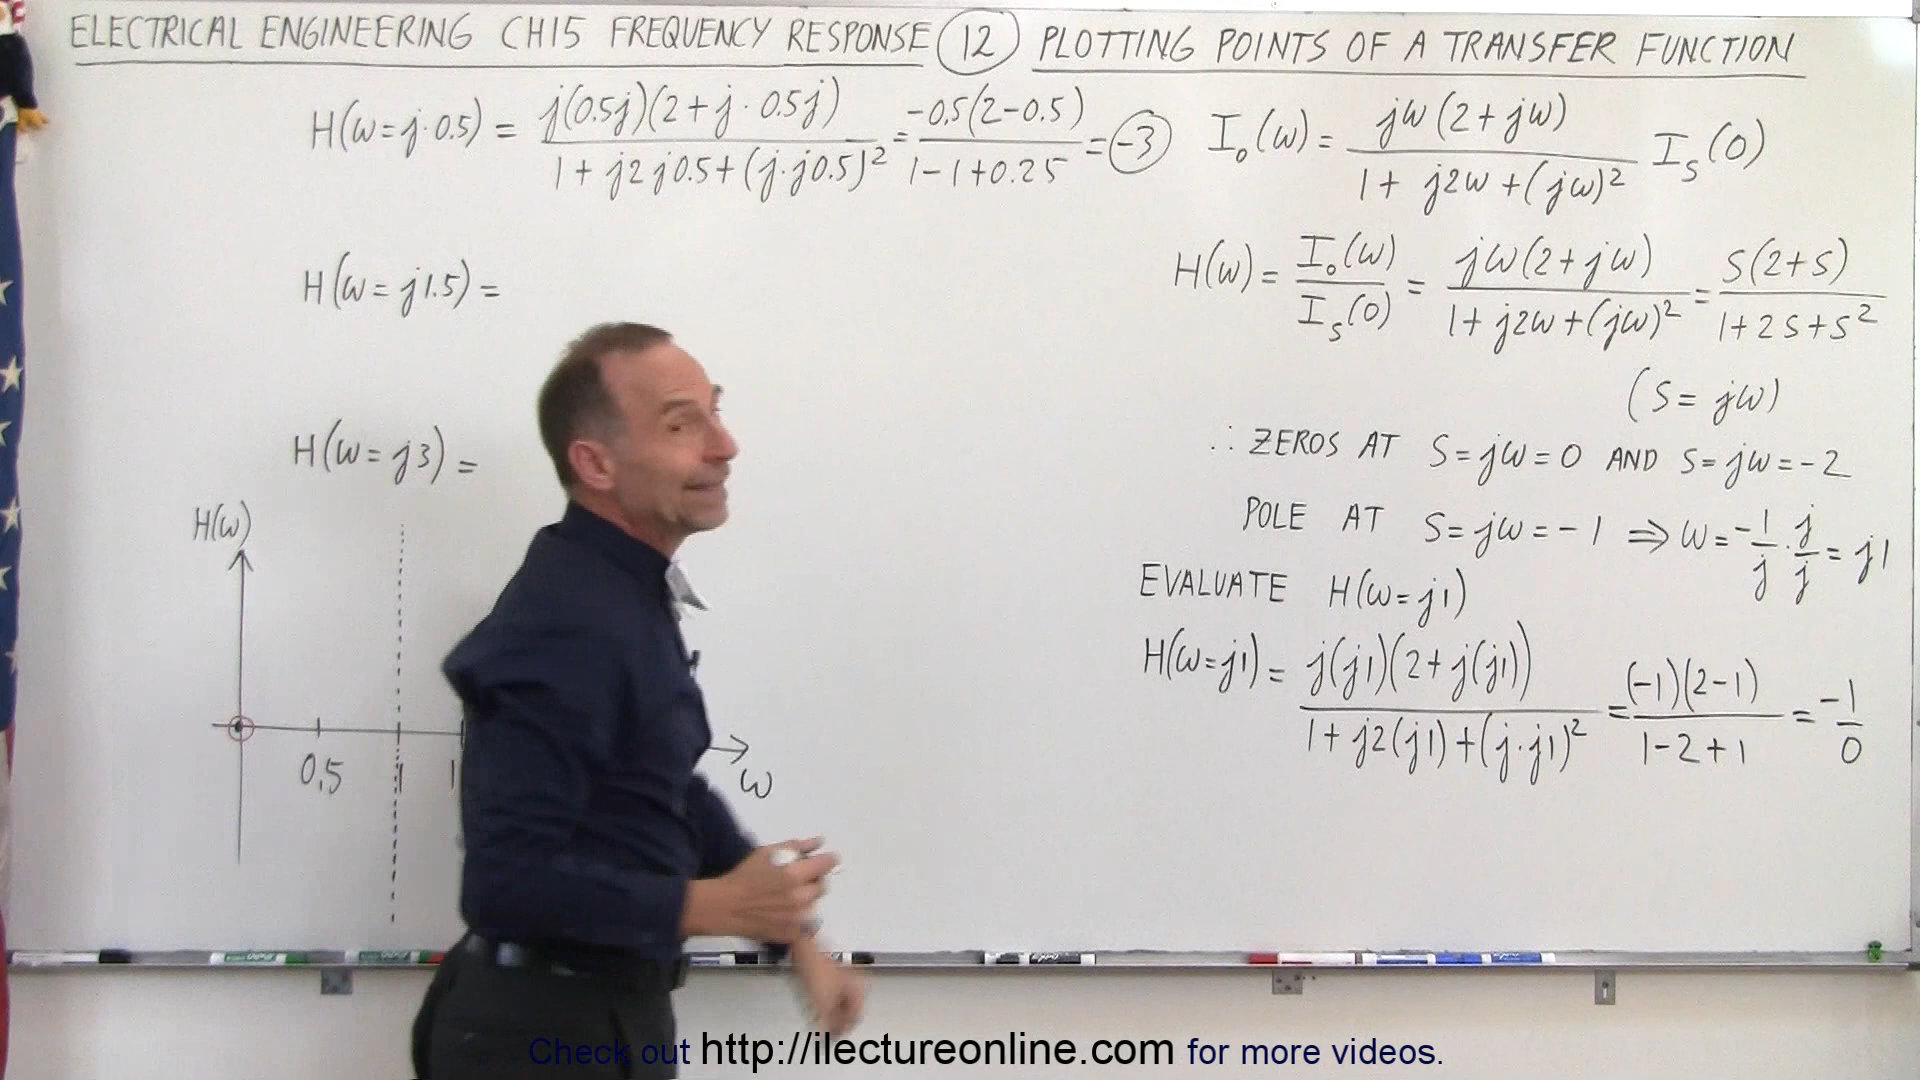 ELECTRICAL ENGINEERING CH15 FREQUENCY RESPONSE (12) PLOTTING POINTS OF A TRANSFER FUNCTION
H(ω=j·0.5) = j(0.5j)(2+j·0.5j) / 1+j2j0.5+(j·j0.5)² = -0.5(2-0.5) / 1-1+0.25 = -3
I₀(ω) = jω(2+jω) / 1+j2ω+(jω)² Iₛ(0)
H(ω) = I₀(ω) / Iₛ(0) = jω(2+jω) / 1+j2ω+(jω)² = S(2+S) / 1+2S+S²
H(ω=j1.5) =
(S=jω)
∴ ZEROS AT S=jω=0 AND S=jω=-2
H(ω=j3) =
POLE AT S=jω=-1 ⇒ ω=-1/j·j/j=j1
EVALUATE H(ω=j1)
H(ω=j1) = j(j1)(2+j(j1)) / 1+j2(j1)+(j·j1)² = (-1)(2-1) / 1-2+1 = -1/0
H(ω)
0,5 1 1 ω
Check out http://ilectureonline.com for more videos.